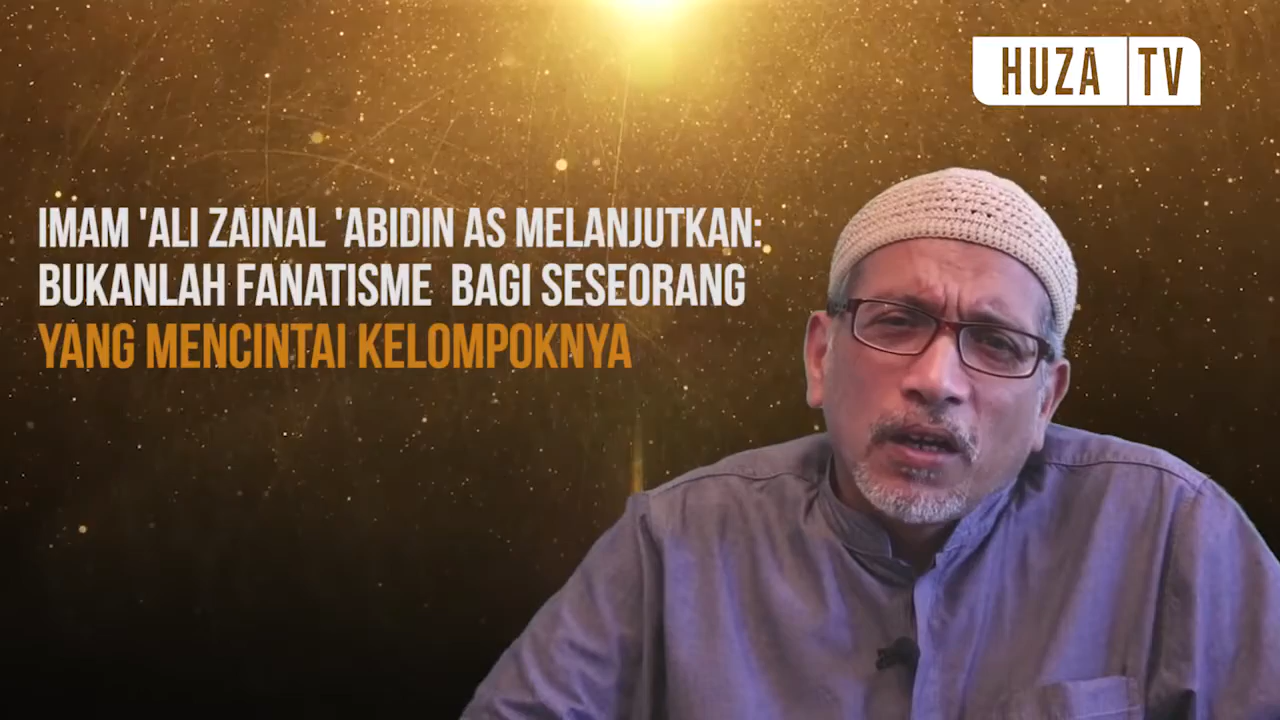 HUZA TV
IMAM 'ALI ZAINAL 'ABIDIN AS MELANJUTKAN:
BUKANLAH FANATISME BAGI SESEORANG
YANG MENCINTAI KELOMPOKNYA